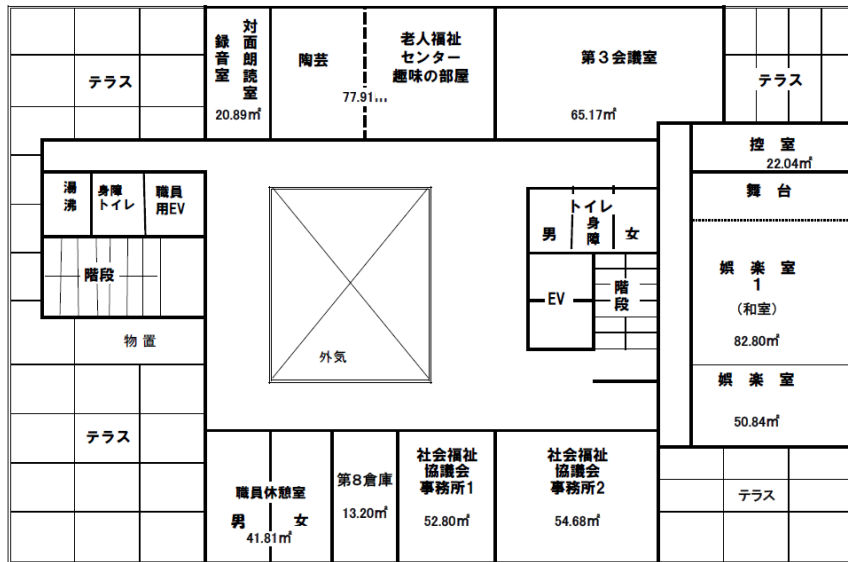 テラス
録音室
対面朗読室
20.89㎡
陶芸
老人福祉
センター
趣味の部屋
77.91
第３会議室
65.17㎡
テラス
控 室
22.04㎡
舞 台
湯沸
身障
トイレ
職員
用EV
階段
物 置
外気
トイレ
男
身障
女
EV
階段
娯 楽 室
1
（和室）
82.80㎡
娯 楽 室
50.84㎡
テラス
職員休憩室
男 女
41.81㎡
第８倉庫
13.20㎡
社会福祉
協議会
事務所1
52.80㎡
社会福祉
協議会
事務所2
54.68㎡
テラス